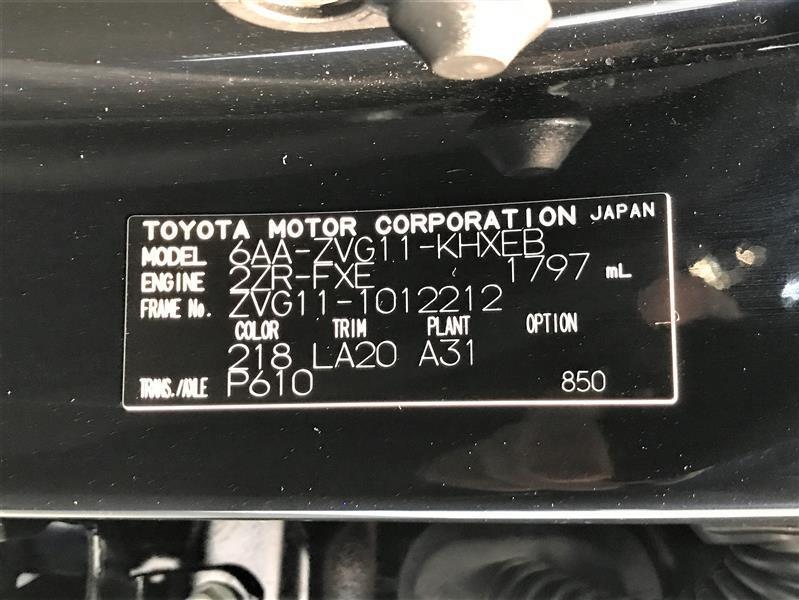 TOYOTA MOTOR CORPORATION JAPAN
MODEL 6AA-ZVG11-KHXEB
ENGINE 2ZR-FXE 1797 mL
FRAME No. ZVG11-1012212
COLOR TRIM PLANT OPTION
218 LA20 A31
TRANS./AXLE P610 850